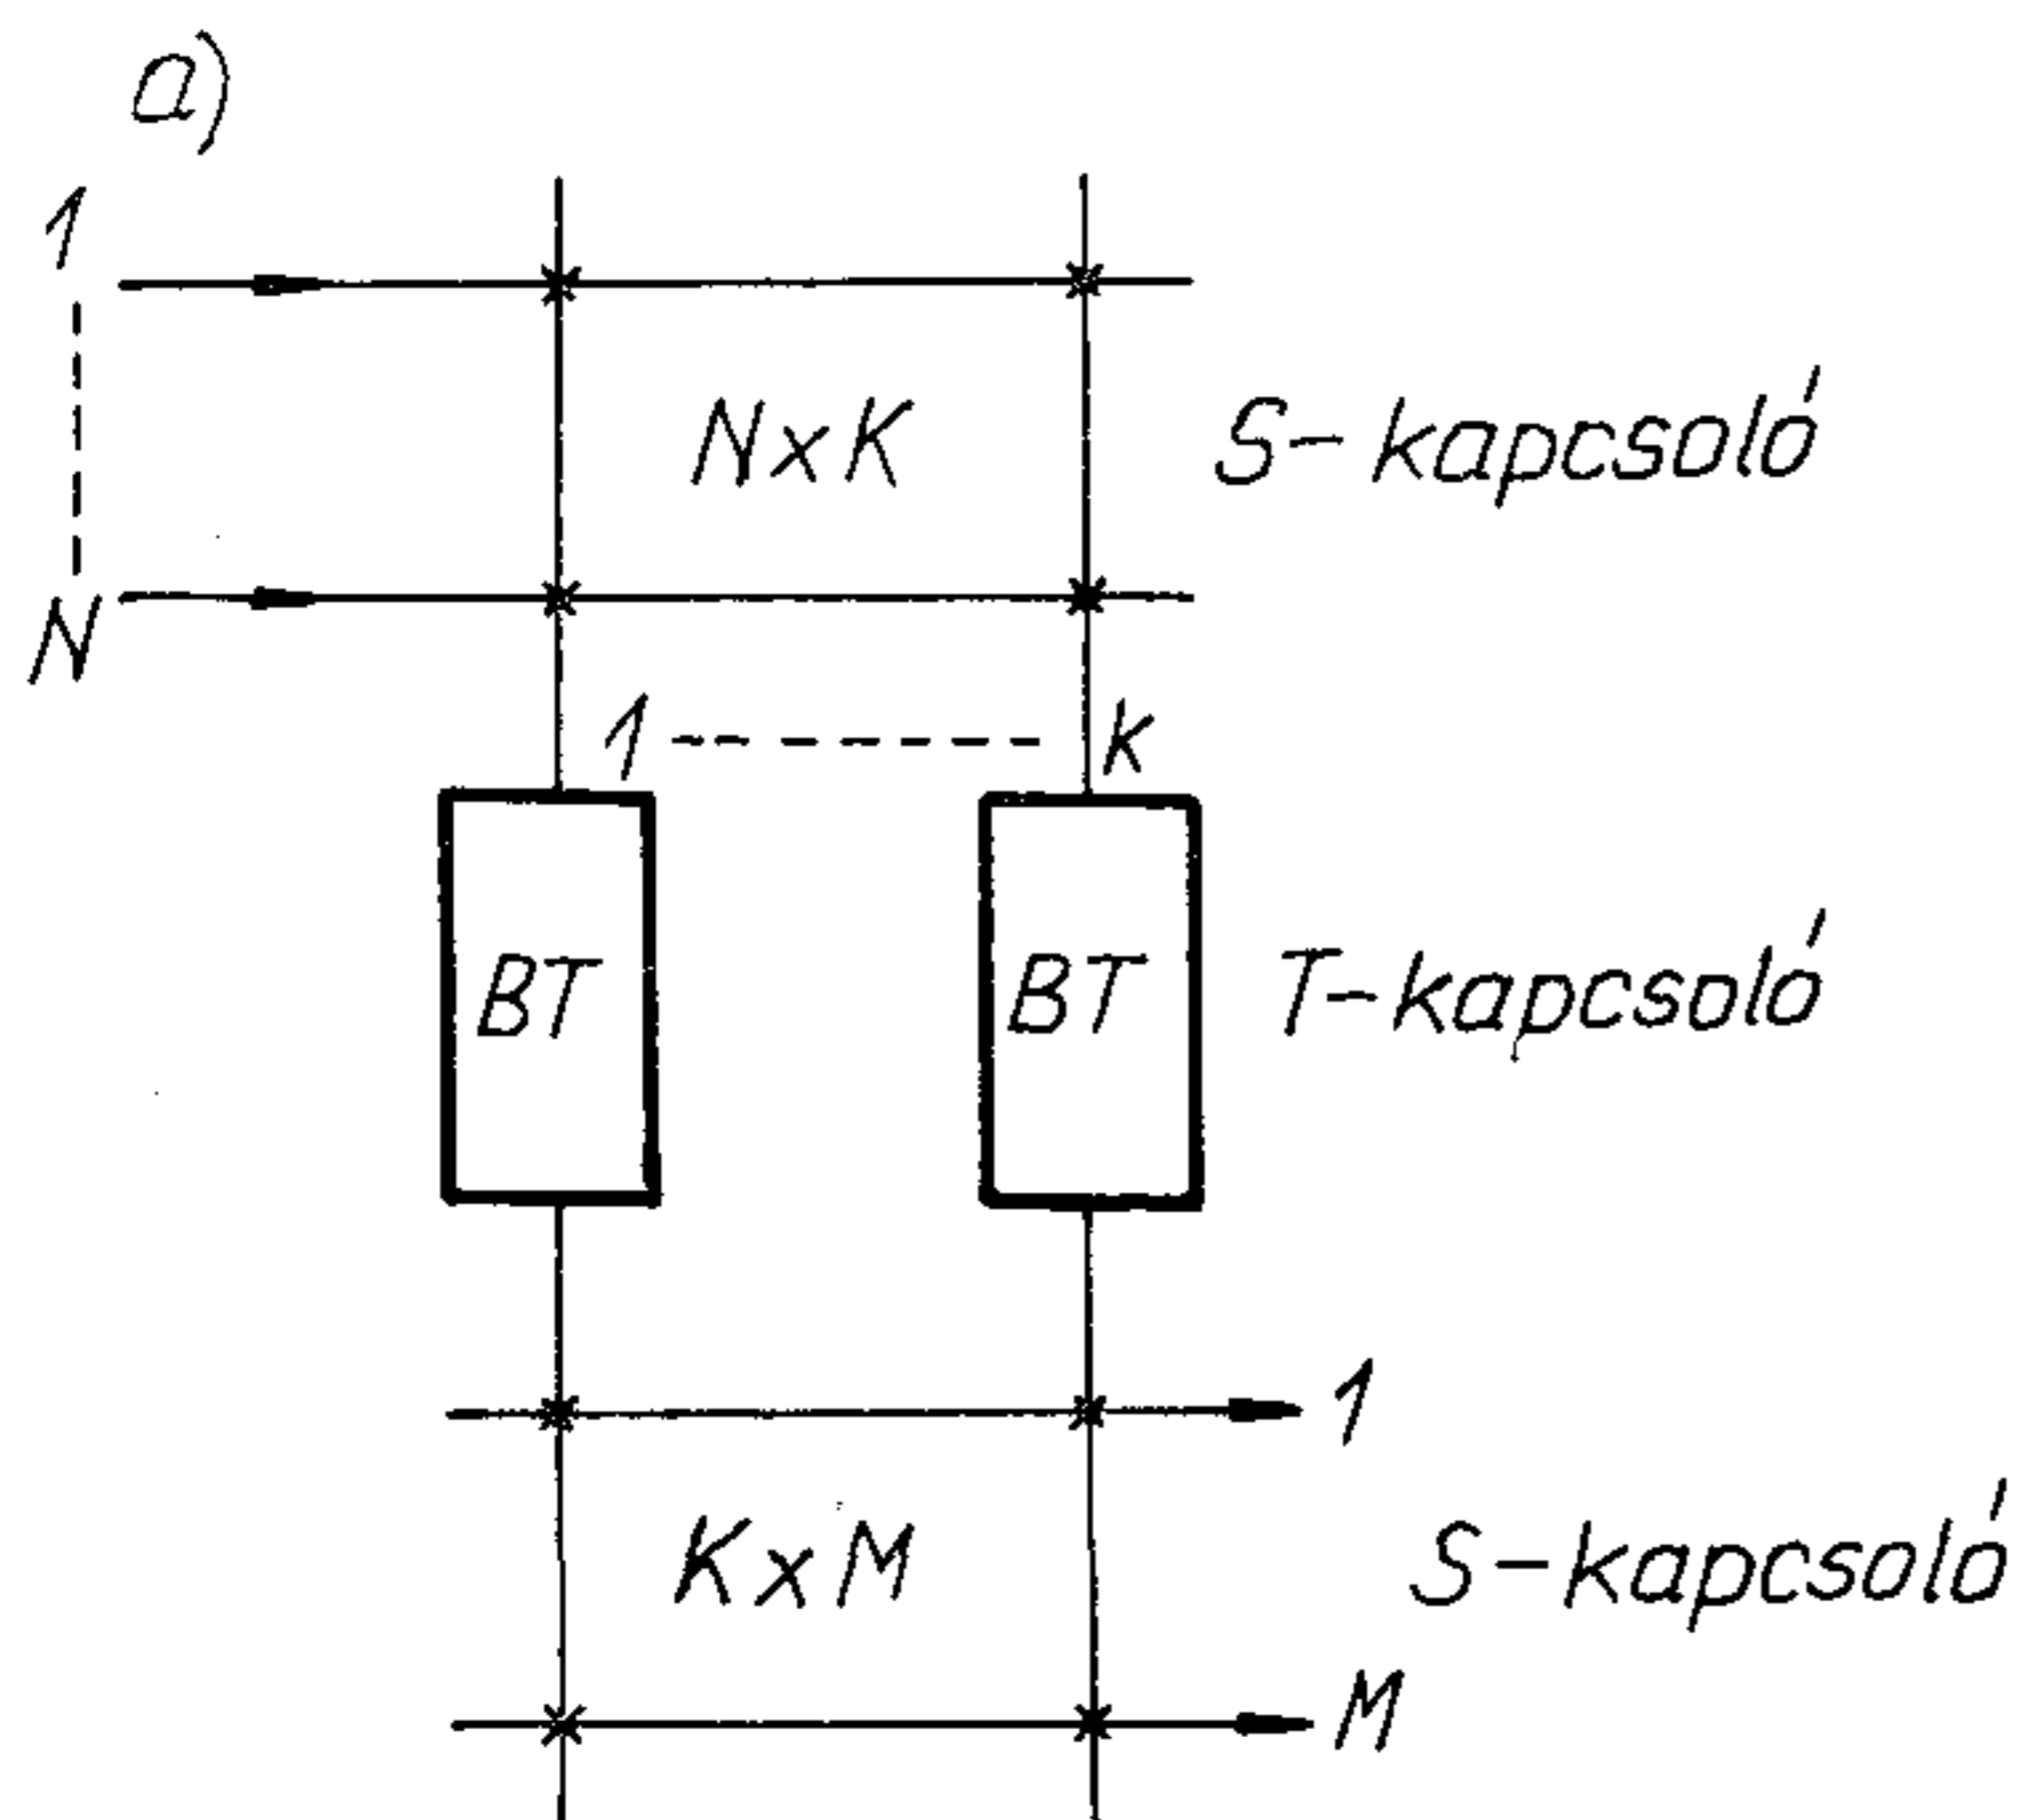 a)
1
NxK
S-kapcsoló
N
1
k
BT
BT
T-kapcsoló
1
KxM
S-kapcsoló
M